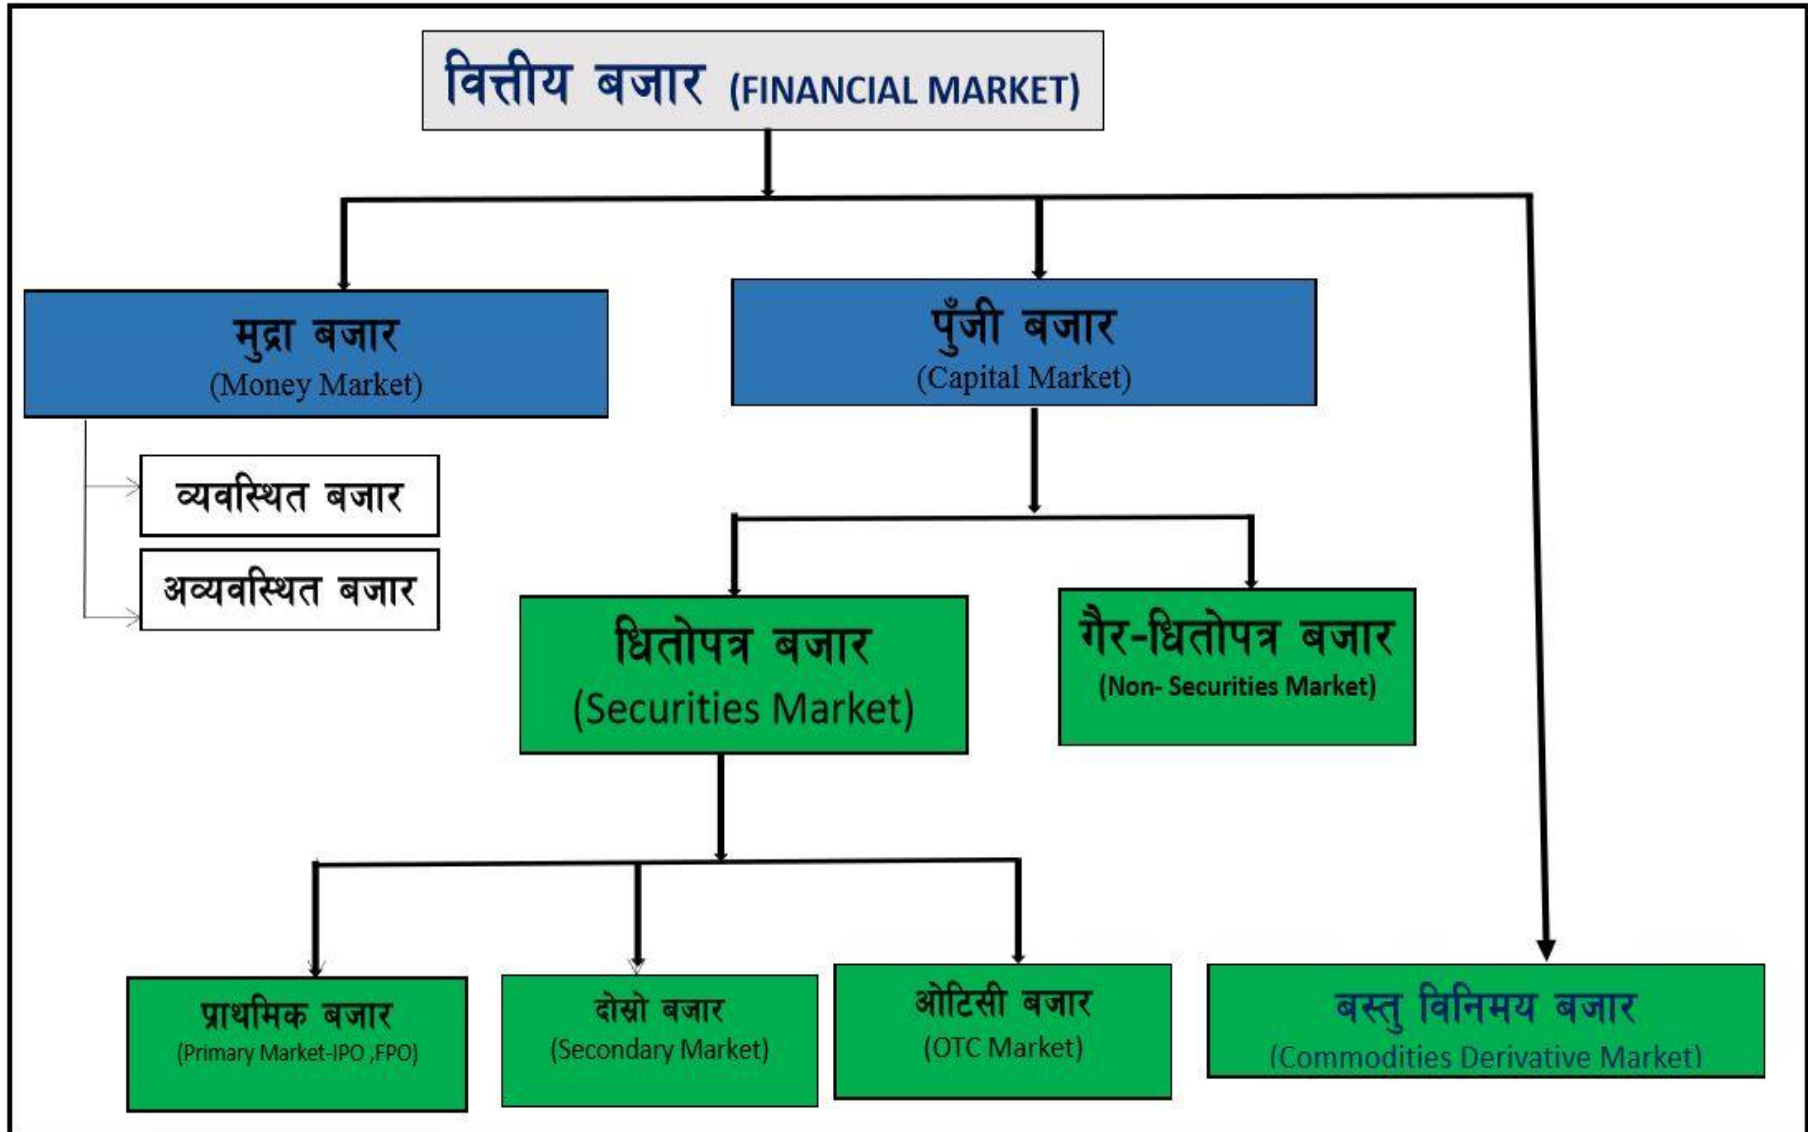 वित्तीय बजार (FINANCIAL MARKET)
मुद्रा बजार
(Money Market)
पुँजी बजार
(Capital Market)
व्यवस्थित बजार
अव्यवस्थित बजार
धितोपत्र बजार
(Securities Market)
गैर-धितोपत्र बजार
(Non- Securities Market)
प्राथमिक बजार
(Primary Market-IPO ,FPO)
दोस्रो बजार
(Secondary Market)
ओटिसी बजार
(OTC Market)
बस्तु विनिमय बजार
(Commodities Derivative Market)